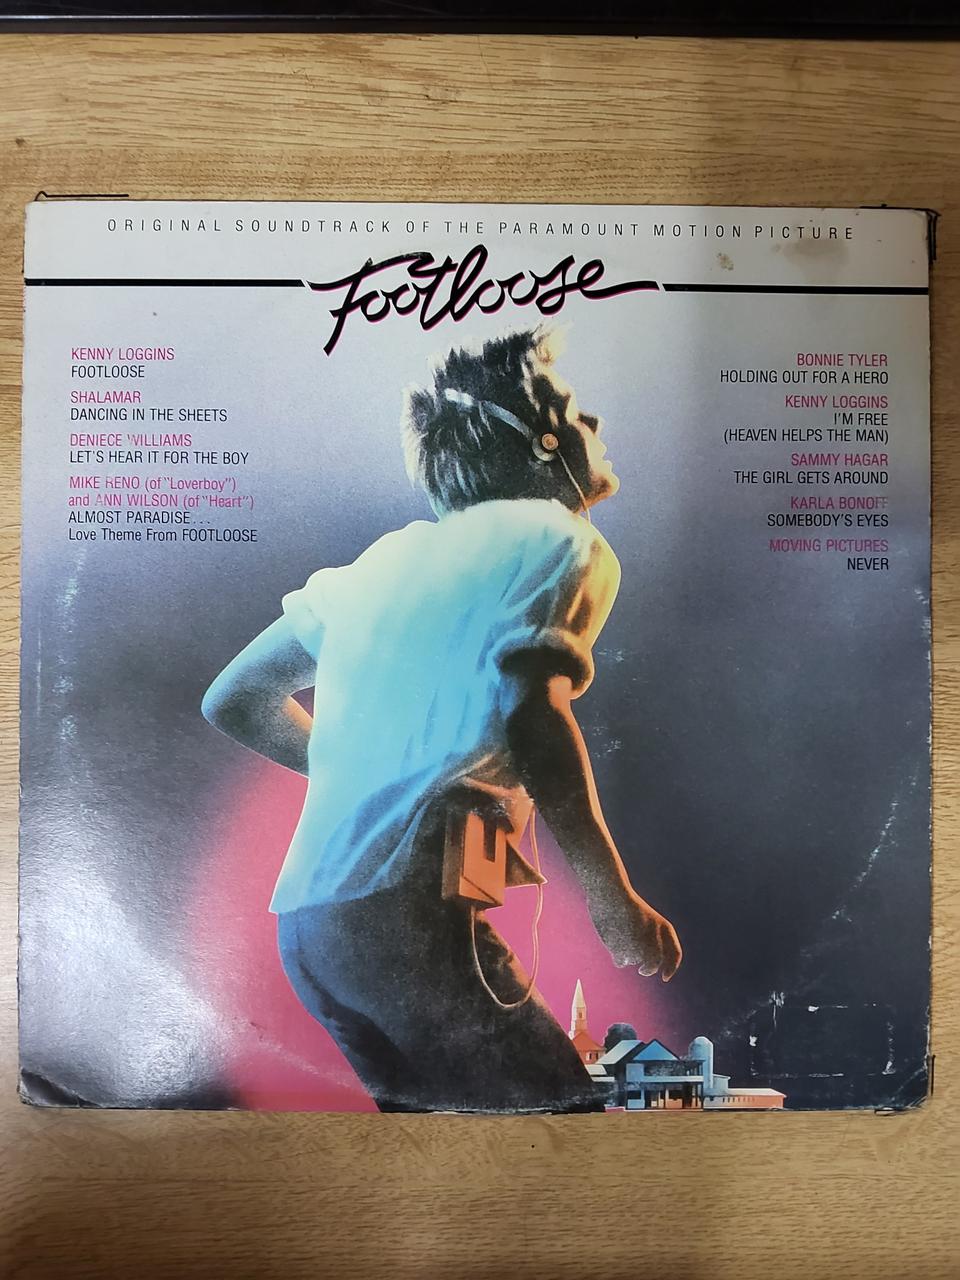 ORIGINAL SOUNDTRACK OF THE PARAMOUNT MOTION PICTURE
Footloose
KENNY LOGGINS
FOOTLOOSE
SHALAMAR
DANCING IN THE SHEETS
DENIECE WILLIAMS
LET'S HEAR IT FOR THE BOY
MIKE RENO (of "Loverboy")
and ANN WILSON (of "Heart")
ALMOST PARADISE...
Love Theme From FOOTLOOSE
BONNIE TYLER
HOLDING OUT FOR A HERO
KENNY LOGGINS
I'M FREE
(HEAVEN HELPS THE MAN)
SAMMY HAGAR
THE GIRL GETS AROUND
KARLA BONOFF
SOMEBODY'S EYES
MOVING PICTURES
NEVER